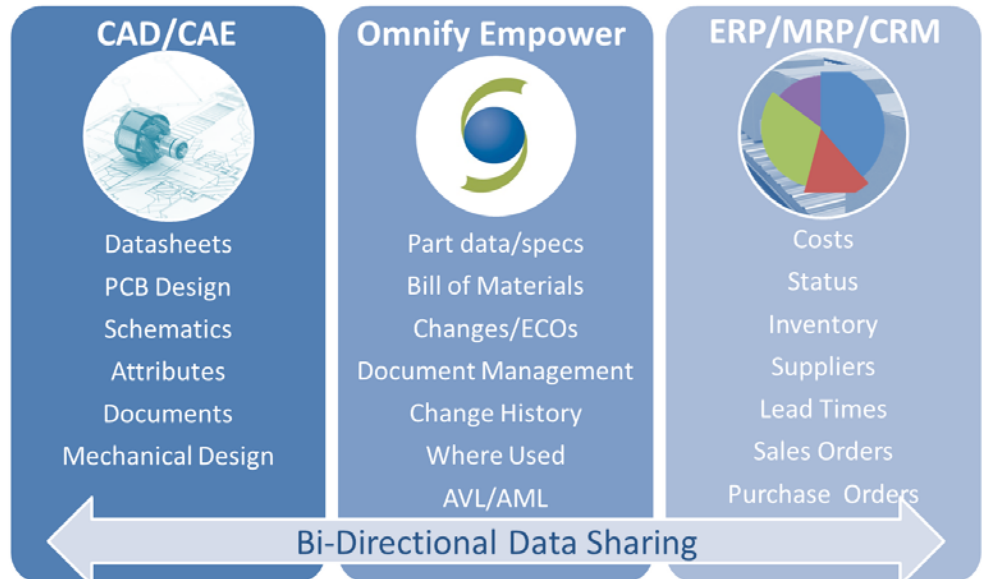 CAD/CAE
Datasheets
PCB Design
Schematics
Attributes
Documents
Mechanical Design
Omnify Empower
Part data/specs
Bill of Materials
Changes/ECOs
Document Management
Change History
Where Used
AVL/AML
ERP/MRP/CRM
Costs
Status
Inventory
Suppliers
Lead Times
Sales Orders
Purchase Orders
Bi-Directional Data Sharing